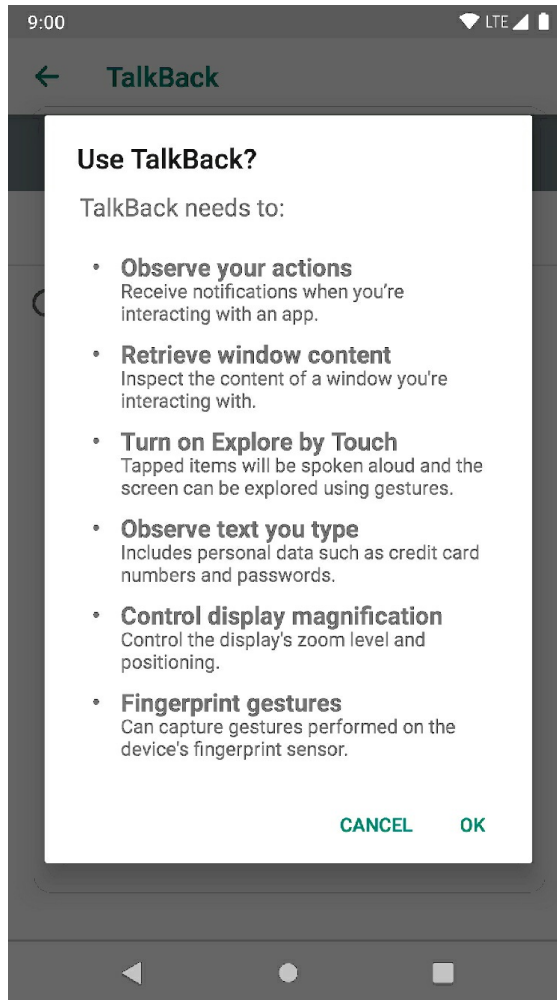 9:00
LTE
TalkBack
Use TalkBack?
TalkBack needs to:
• Observe your actions
Receive notifications when you're
interacting with an app.
• Retrieve window content
Inspect the content of a window you're
interacting with.
• Turn on Explore by Touch
Tapped items will be spoken aloud and the
screen can be explored using gestures.
• Observe text you type
Includes personal data such as credit card
numbers and passwords.
• Control display magnification
Control the display's zoom level and
positioning.
• Fingerprint gestures
Can capture gestures performed on the
device's fingerprint sensor.
CANCEL OK